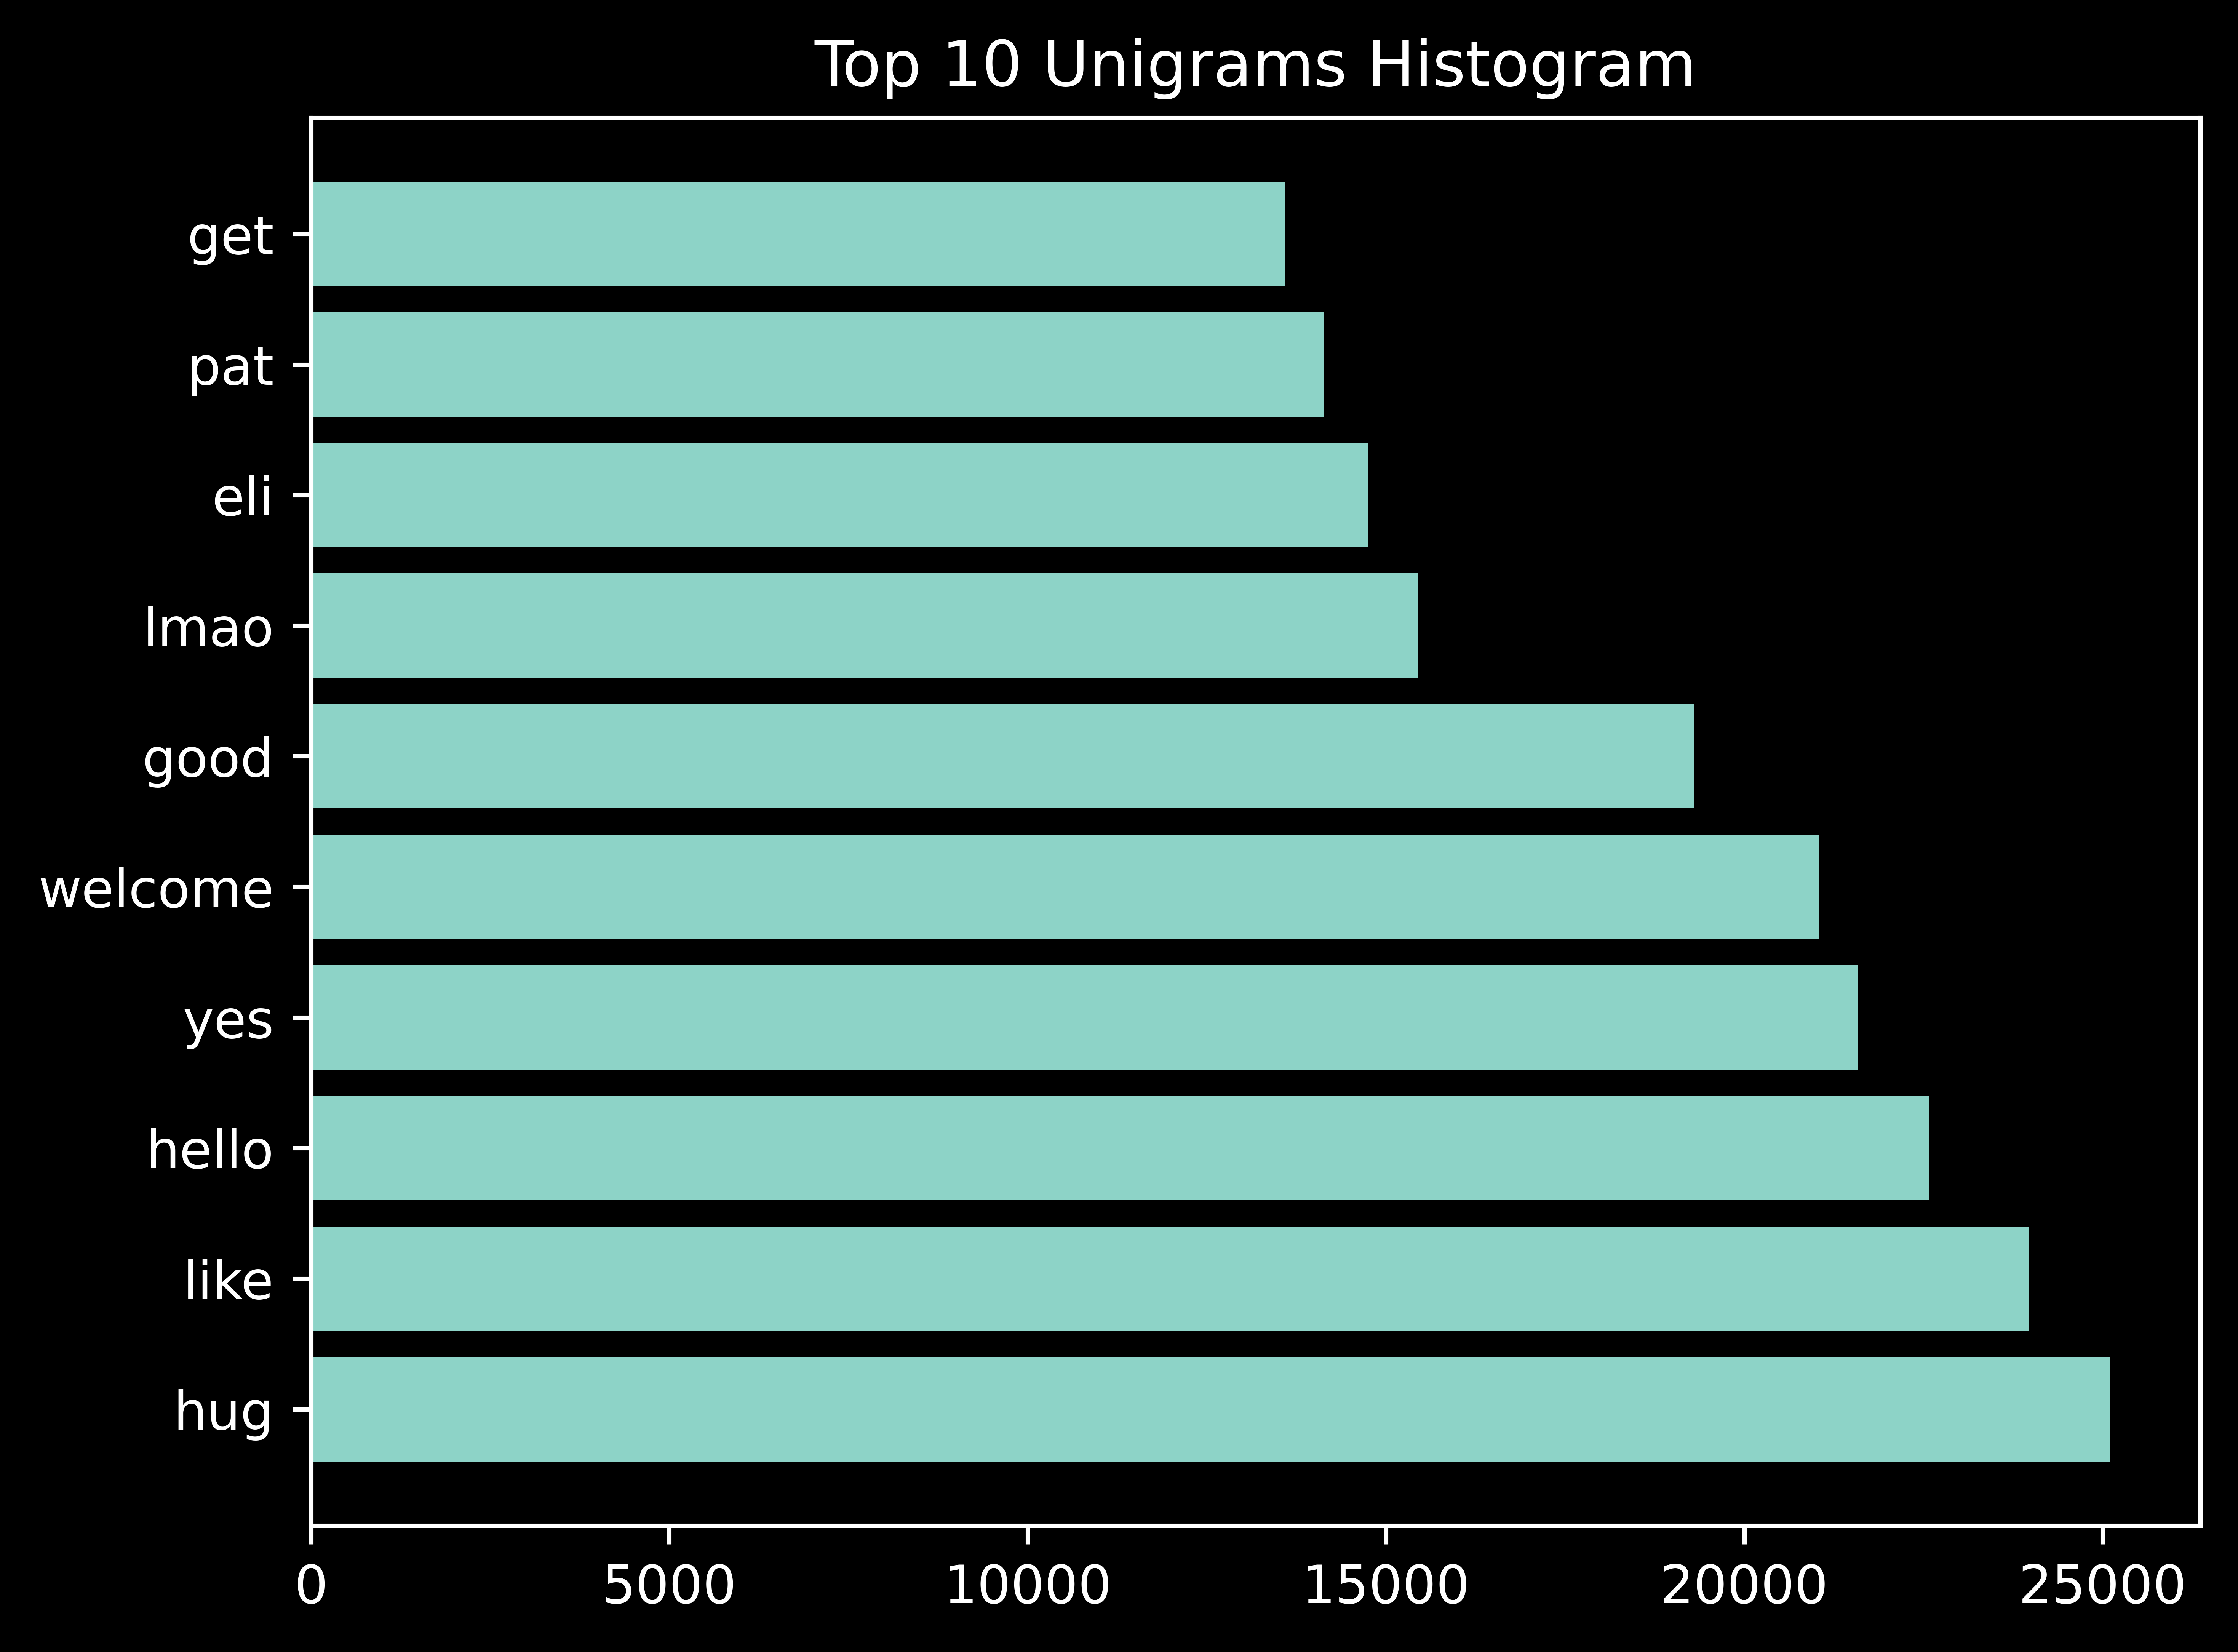 Top 10 Unigrams Histogram
get
pat
eli
lmao
good
welcome
yes
hello
like
hug
0 5000 10000 15000 20000 25000